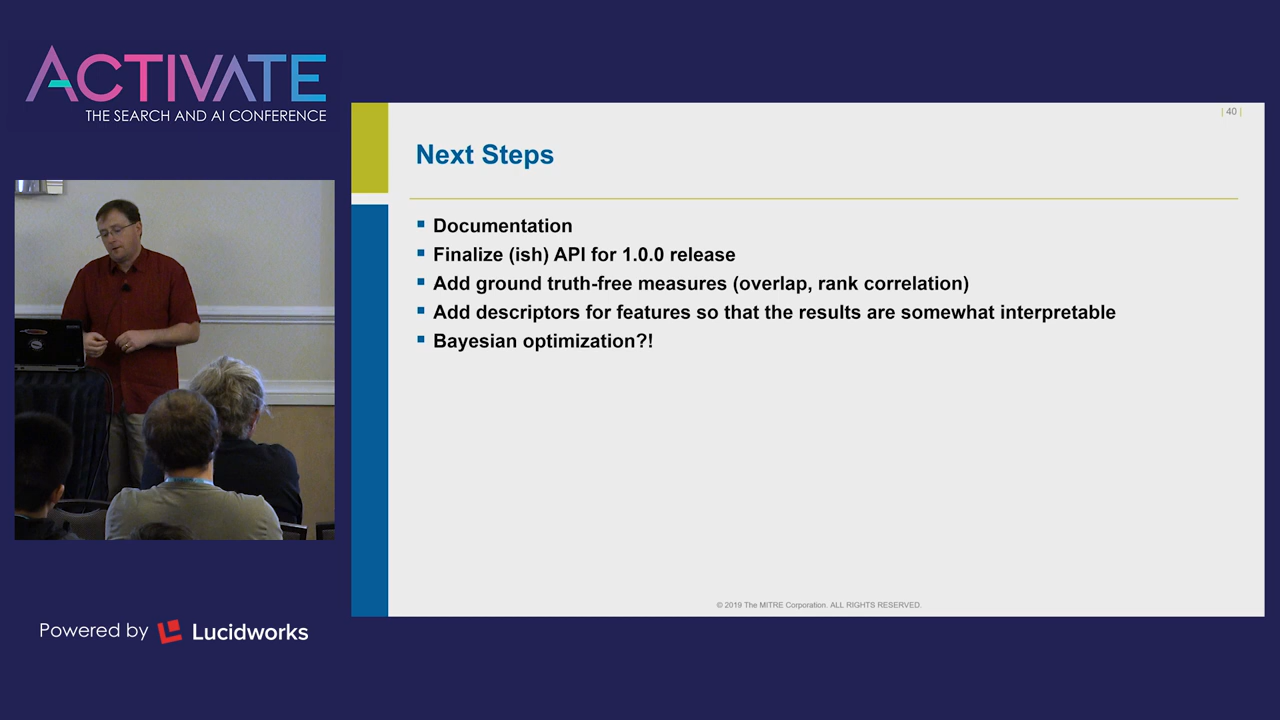 ACTIVATE
THE SEARCH AND AI CONFERENCE
| 40 |
Next Steps
Documentation
Finalize (ish) API for 1.0.0 release
Add ground truth-free measures (overlap, rank correlation)
Add descriptors for features so that the results are somewhat interpretable
Bayesian optimization?!
© 2019 The MITRE Corporation. ALL RIGHTS RESERVED.
Powered by Lucidworks